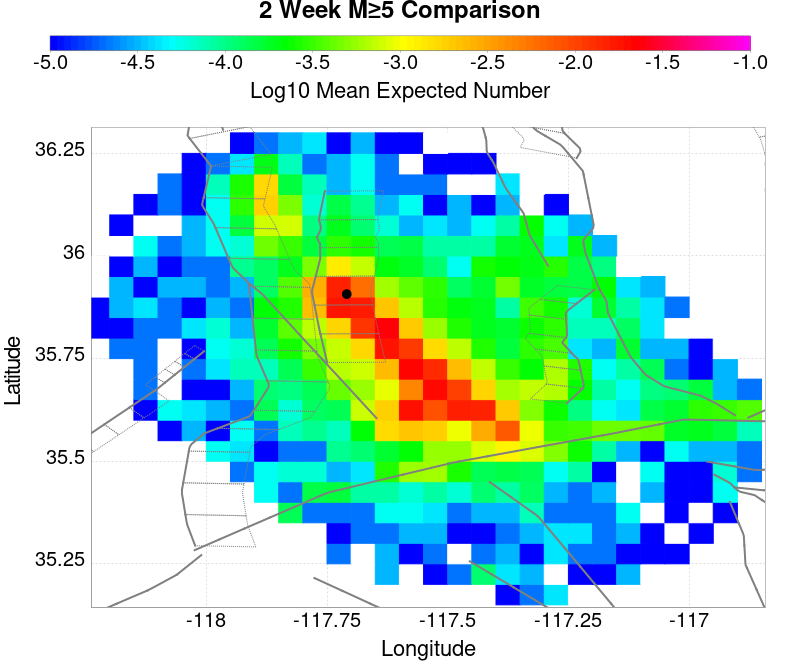 2 Week M≥5 Comparison
-5.0 -4.5 -4.0 -3.5 -3.0 -2.5 -2.0 -1.5 -1.0
Log10 Mean Expected Number
36.25
36
35.75
35.5
35.25
Latitude
-118 -117.75 -117.5 -117.25 -117
Longitude